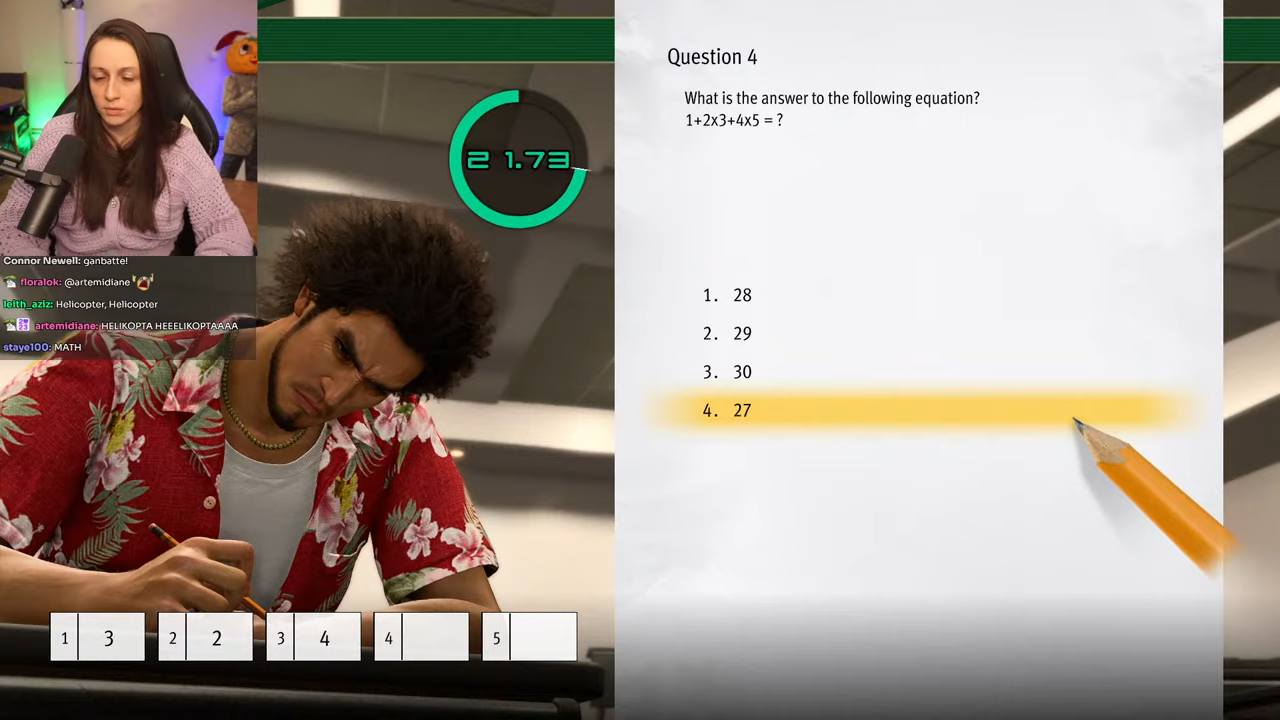 Connor Newell: ganbatte!
floralok: @artemidiane
leith_aziz: Helicopter, Helicopter
artemidiane: HELIKOPTA HEEELIKOPTAAAA
staye100: MATH
21.73
Question 4
What is the answer to the following equation?
1+2x3+4x5 = ?
1. 28
2. 29
3. 30
4. 27
1 3 2 2 3 4 4 5